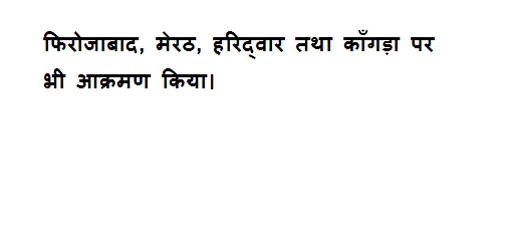 फिरोजाबाद, मेरठ, हरिद्वार तथा काँगड़ा पर
भी आक्रमण किया।